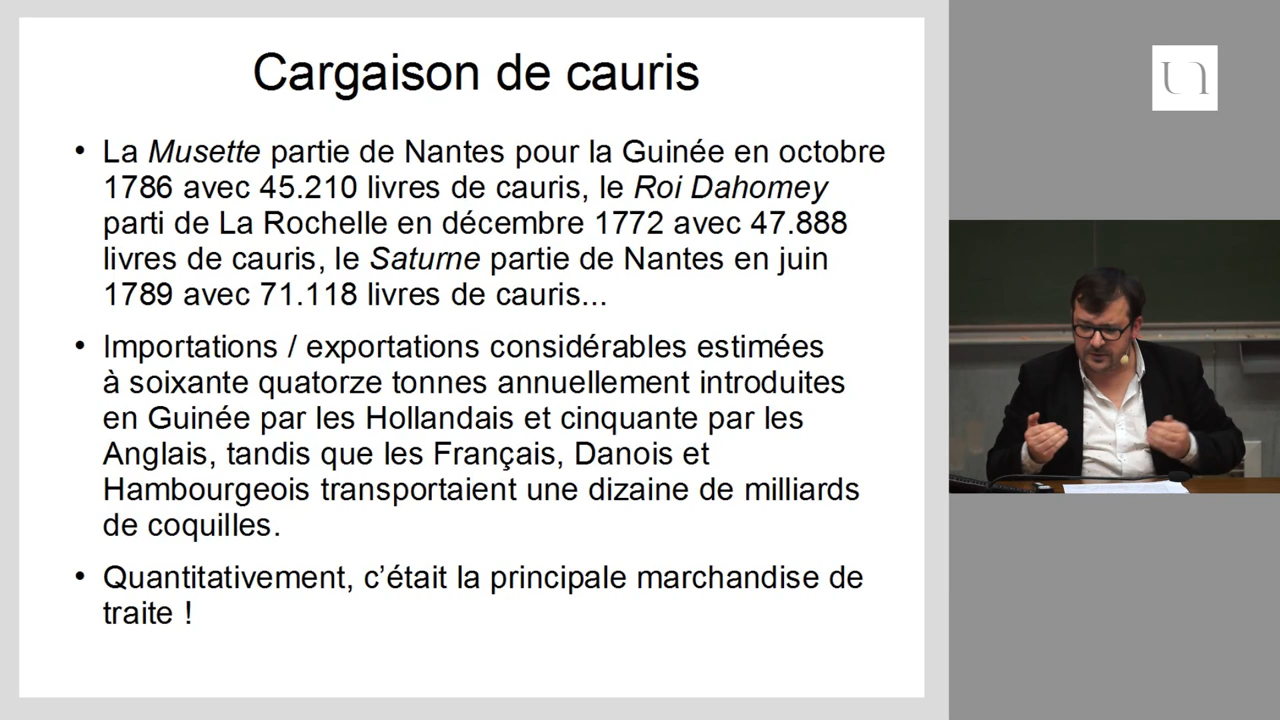 Cargaison de cauris
• La Musette partie de Nantes pour la Guinée en octobre
1786 avec 45.210 livres de cauris, le Roi Dahomey
parti de La Rochelle en décembre 1772 avec 47.888
livres de cauris, le Saturne partie de Nantes en juin
1789 avec 71.118 livres de cauris...
• Importations / exportations considérables estimées
à soixante quatorze tonnes annuellement introduites
en Guinée par les Hollandais et cinquante par les
Anglais, tandis que les Français, Danois et
Hambourgeois transportaient une dizaine de milliards
de coquilles.
• Quantitativement, c’était la principale marchandise de
traite !